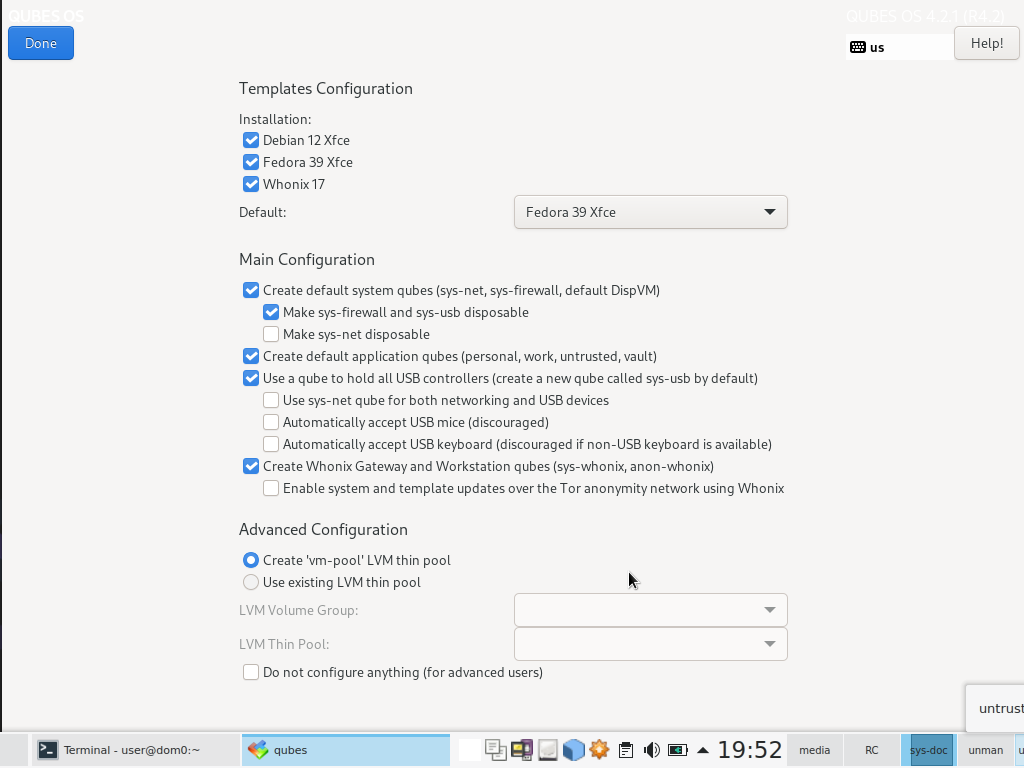 QUBES OS
QUBES OS 4.2.1 (R4.2)
Done
us
Help!
Templates Configuration
Installation:
Debian 12 Xfce
Fedora 39 Xfce
Whonix 17
Default:
Fedora 39 Xfce
Main Configuration
Create default system qubes (sys-net, sys-firewall, default DispVM)
Make sys-firewall and sys-usb disposable
Make sys-net disposable
Create default application qubes (personal, work, untrusted, vault)
Use a qube to hold all USB controllers (create a new qube called sys-usb by default)
Use sys-net qube for both networking and USB devices
Automatically accept USB mice (discouraged)
Automatically accept USB keyboard (discouraged if non-USB keyboard is available)
Create Whonix Gateway and Workstation qubes (sys-whonix, anon-whonix)
Enable system and template updates over the Tor anonymity network using Whonix
Advanced Configuration
Create 'vm-pool' LVM thin pool
Use existing LVM thin pool
LVM Volume Group:
LVM Thin Pool:
Do not configure anything (for advanced users)
untrust
Terminal - user@dom0:~
qubes
19:52
media
RC
sys-doc
unman
u